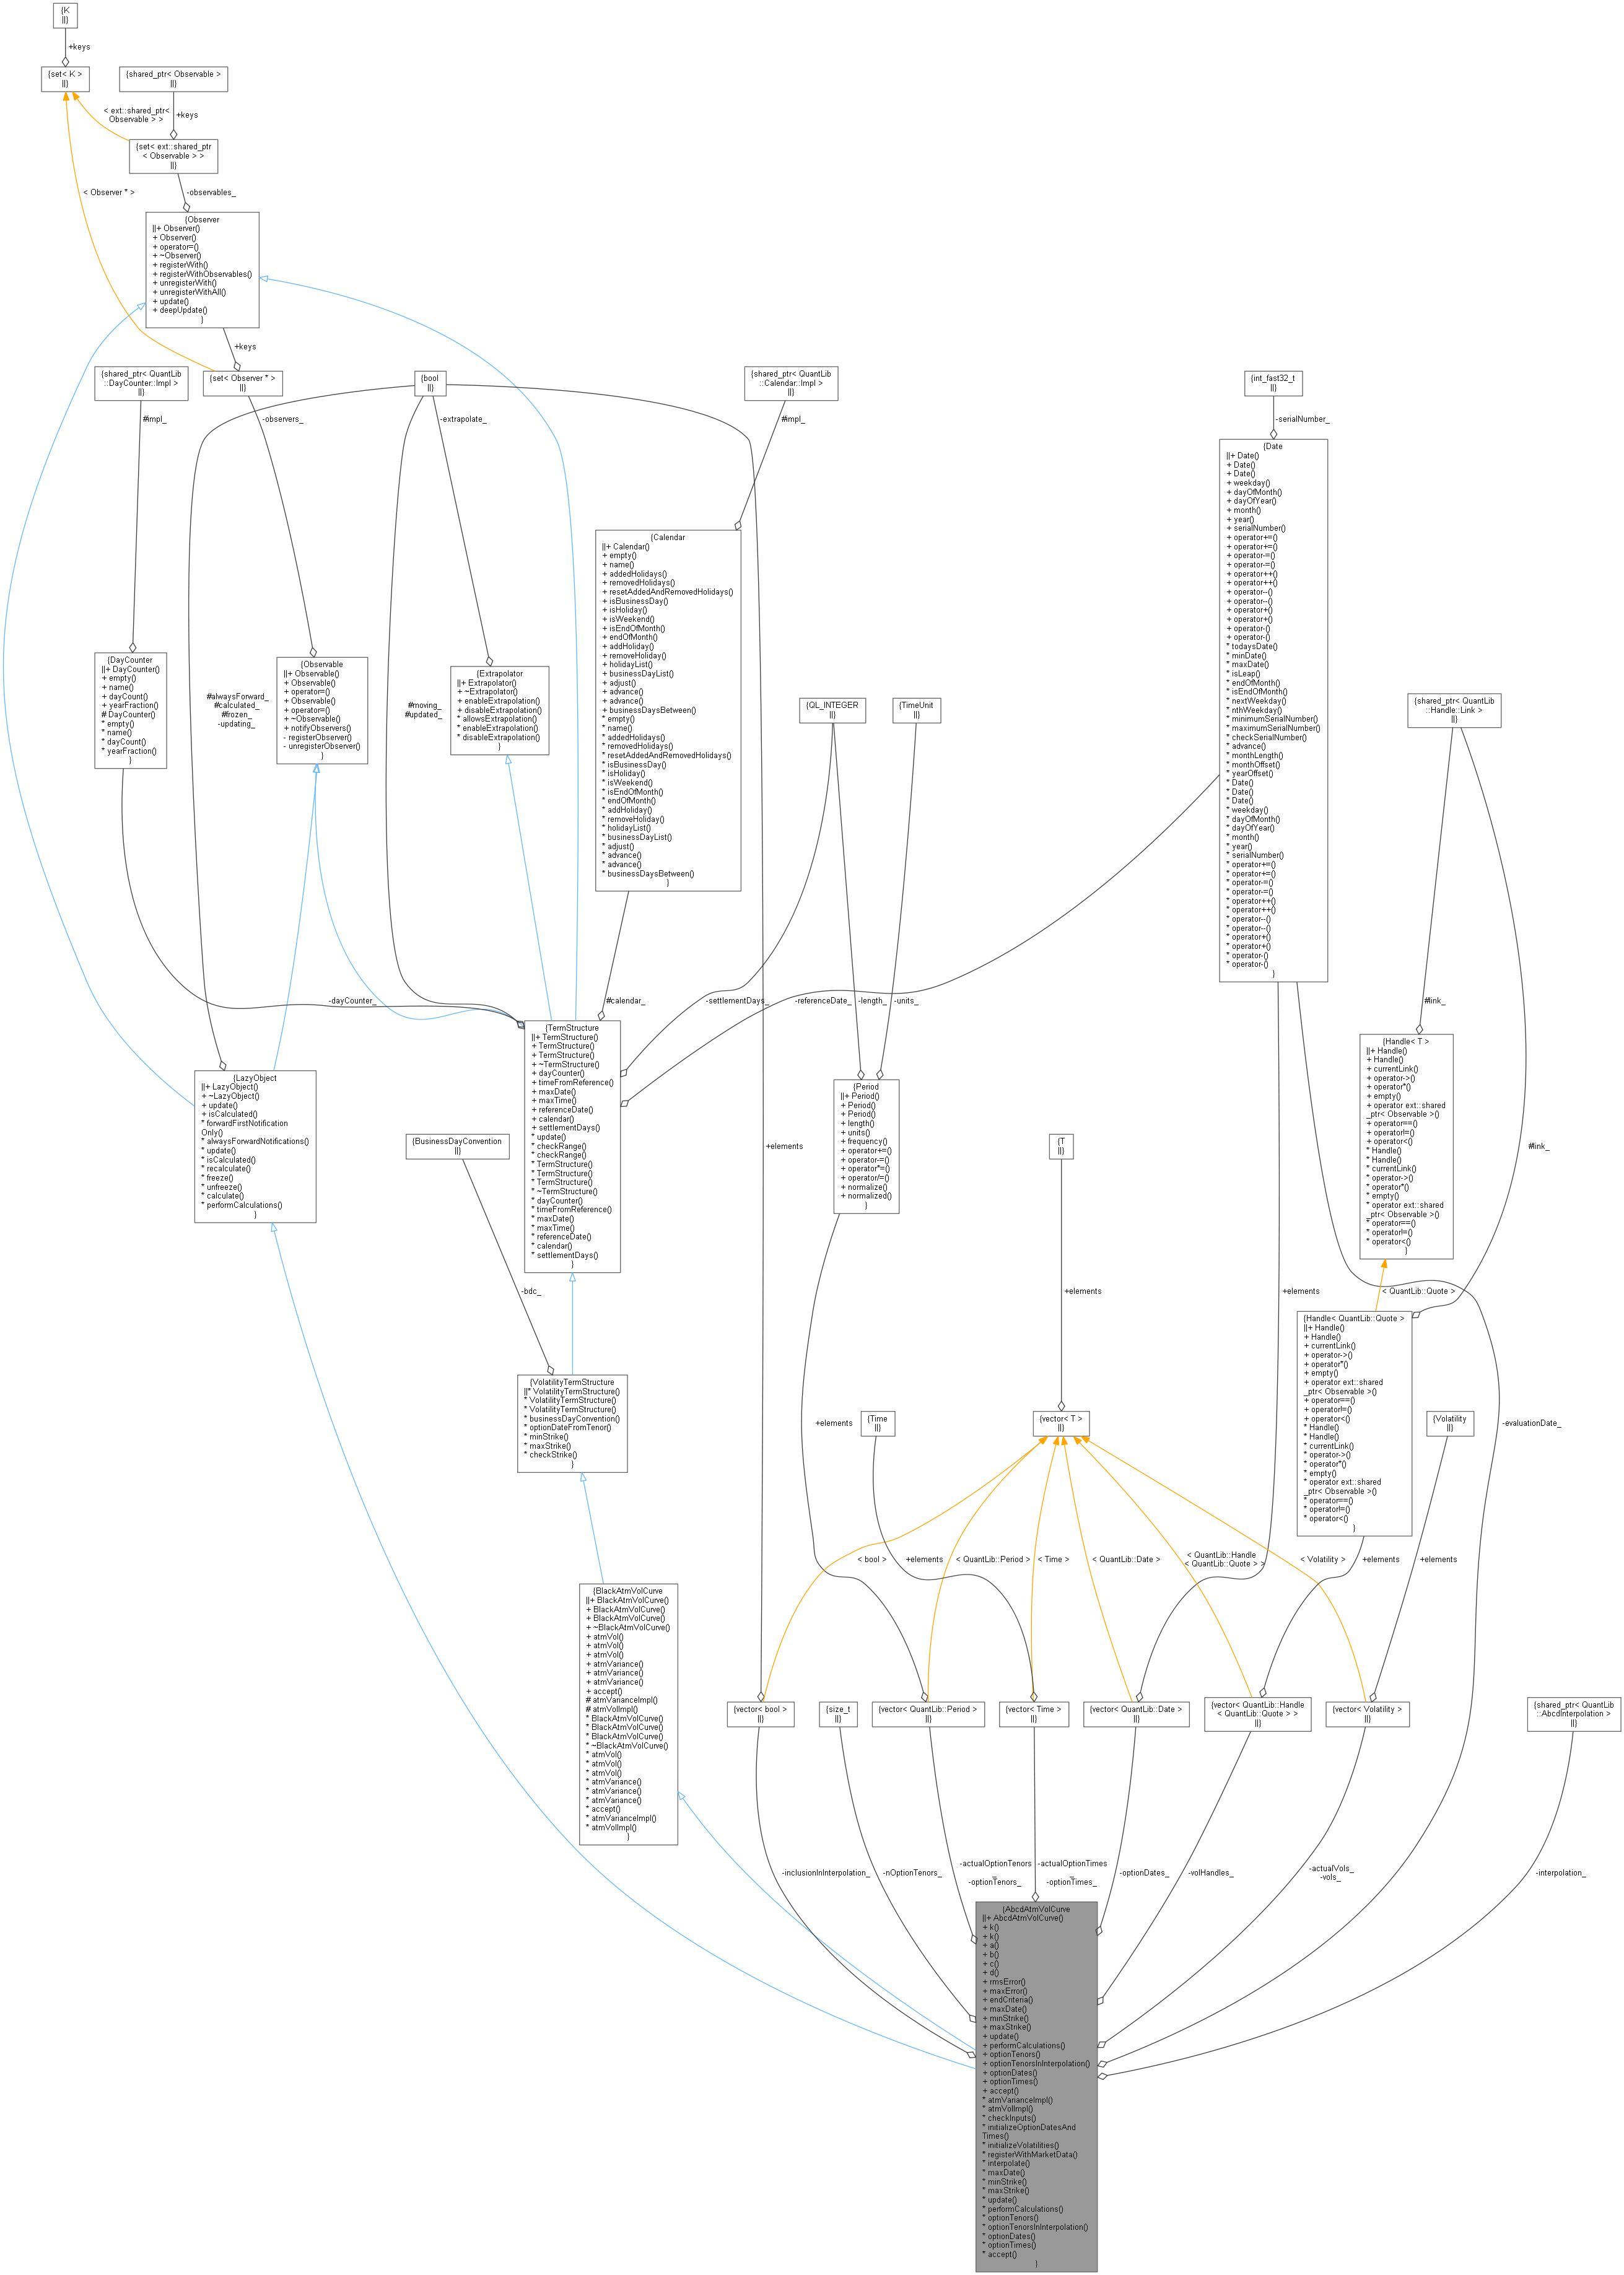 {K
||}
+keys
{set< K >
||}
{shared_ptr< Observable >
||}
+keys
< ext::shared_ptr<
Observable > >
{set< ext::shared_ptr
< Observable > >
||}
-observables_
< Observer * >
{Observer
||+ Observer()
+ Observer()
+ operator=()
+ ~Observer()
+ registerWith()
+ registerWithObservables()
+ unregisterWith()
+ unregisterWithAll()
+ update()
+ deepUpdate()
}
+keys
{shared_ptr< QuantLib
::DayCounter::Impl >
||}
#impl_
{set< Observer * >
||}
-observers_
{bool
||}
-extrapolate_
{shared_ptr< QuantLib
::Calendar::Impl >
||}
#impl_
{int_fast32_t
||}
-serialNumber_
{Date
||+ Date()
+ Date()
+ Date()
+ weekday()
+ dayOfMonth()
+ dayOfYear()
+ month()
+ year()
+ serialNumber()
+ operator+=()
+ operator+=()
+ operator-=()
+ operator-=()
+ operator++()
+ operator++()
+ operator--()
+ operator--()
+ operator+()
+ operator+()
+ operator-()
+ operator-()
* todaysDate()
* minDate()
* maxDate()
* isLeap()
* endOfMonth()
* isEndOfMonth()
* nextWeekday()
* nthWeekday()
* minimumSerialNumber()
* maximumSerialNumber()
* checkSerialNumber()
* advance()
* monthLength()
* monthOffset()
* yearOffset()
* Date()
* Date()
* Date()
* weekday()
* dayOfMonth()
* dayOfYear()
* month()
* year()
* serialNumber()
* operator+=()
* operator+=()
* operator-=()
* operator-=()
* operator++()
* operator++()
* operator--()
* operator--()
* operator+()
* operator+()
* operator-()
* operator-()
}
{Calendar
||+ Calendar()
+ empty()
+ name()
+ addedHolidays()
+ removedHolidays()
+ resetAddedAndRemovedHolidays()
+ isBusinessDay()
+ isHoliday()
+ isWeekend()
+ isEndOfMonth()
+ endOfMonth()
+ addHoliday()
+ removeHoliday()
+ holidayList()
+ businessDayList()
+ adjust()
+ advance()
+ advance()
+ businessDaysBetween()
* empty()
* name()
* addedHolidays()
* removedHolidays()
* resetAddedAndRemovedHolidays()
* isBusinessDay()
* isHoliday()
* isWeekend()
* isEndOfMonth()
* endOfMonth()
* addHoliday()
* removeHoliday()
* holidayList()
* businessDayList()
* adjust()
* advance()
* advance()
* businessDaysBetween()
}
{DayCounter
||+ DayCounter()
+ empty()
+ name()
+ dayCount()
+ yearFraction()
# DayCounter()
* empty()
* name()
* dayCount()
* yearFraction()
}
{Observable
||+ Observable()
+ Observable()
+ operator=()
+ Observable()
+ operator=()
+ ~Observable()
+ notifyObservers()
- registerObserver()
- unregisterObserver()
}
{Extrapolator
||+ Extrapolator()
+ ~Extrapolator()
+ enableExtrapolation()
+ disableExtrapolation()
* allowsExtrapolation()
* enableExtrapolation()
* disableExtrapolation()
}
#alwaysForward_
#calculated_
#frozen_
-updating_
#moving_
#updated_
{QL_INTEGER
||}
{TimeUnit
||}
{shared_ptr< QuantLib
::Handle::Link >
||}
-dayCounter_
#calendar_
-settlementDays_
-referenceDate_
-length_
-units_
#link_
#link_
{TermStructure
||+ TermStructure()
+ TermStructure()
+ TermStructure()
+ ~TermStructure()
+ dayCounter()
+ timeFromReference()
+ maxDate()
+ maxTime()
+ referenceDate()
+ calendar()
+ settlementDays()
* update()
* checkRange()
* checkRange()
* TermStructure()
* TermStructure()
* TermStructure()
* ~TermStructure()
* dayCounter()
* timeFromReference()
* maxDate()
* maxTime()
* referenceDate()
* calendar()
* settlementDays()
}
{Handle< T >
||+ Handle()
+ Handle()
+ currentLink()
+ operator->()
+ operator*()
+ empty()
+ operator ext::shared
_ptr< Observable >()
+ operator==()
+ operator!=()
+ operator<()
* Handle()
* Handle()
* currentLink()
* operator->()
* operator*()
* empty()
* operator ext::shared
_ptr< Observable >()
* operator==()
* operator!=()
* operator<()
}
{LazyObject
||+ LazyObject()
+ ~LazyObject()
+ update()
+ isCalculated()
* forwardFirstNotification
Only()
* alwaysForwardNotifications()
* update()
* isCalculated()
* recalculate()
* freeze()
* unfreeze()
* calculate()
* performCalculations()
}
{Period
||+ Period()
+ Period()
+ Period()
+ length()
+ units()
+ frequency()
+ operator+=()
+ operator-=()
+ operator*=()
+ operator/=()
+ normalize()
+ normalized()
}
{BusinessDayConvention
||}
-bdc_
+elements
{T
||}
+elements
+elements
< QuantLib::Quote >
{Handle< QuantLib::Quote >
||+ Handle()
+ Handle()
+ currentLink()
+ operator->()
+ operator*()
+ empty()
+ operator ext::shared
_ptr< Observable >()
+ operator==()
+ operator!=()
+ operator<()
* Handle()
* Handle()
* currentLink()
* operator->()
* operator*()
* empty()
* operator ext::shared
_ptr< Observable >()
* operator==()
* operator!=()
* operator<()
}
{VolatilityTermStructure
||* VolatilityTermStructure()
* VolatilityTermStructure()
* VolatilityTermStructure()
* businessDayConvention()
* optionDateFromTenor()
* minStrike()
* maxStrike()
* checkStrike()
}
+elements
{Time
||}
{vector< T >
||}
{Volatility
||}
-evaluationDate_
< bool >
+elements
< QuantLib::Period >
< Time >
< QuantLib::Date >
< QuantLib::Handle
< QuantLib::Quote > >
< Volatility >
+elements
+elements
{BlackAtmVolCurve
||+ BlackAtmVolCurve()
+ BlackAtmVolCurve()
+ BlackAtmVolCurve()
+ ~BlackAtmVolCurve()
+ atmVol()
+ atmVol()
+ atmVol()
+ atmVariance()
+ atmVariance()
+ atmVariance()
+ accept()
# atmVarianceImpl()
# atmVolImpl()
* BlackAtmVolCurve()
* BlackAtmVolCurve()
* BlackAtmVolCurve()
* ~BlackAtmVolCurve()
* atmVol()
* atmVol()
* atmVol()
* atmVariance()
* atmVariance()
* atmVariance()
* accept()
* atmVarianceImpl()
* atmVolImpl()
}
{vector< bool >
||}
{size_t
||}
{vector< QuantLib::Period >
||}
{vector< Time >
||}
{vector< QuantLib::Date >
||}
{vector< QuantLib::Handle
< QuantLib::Quote > >
||}
{vector< Volatility >
||}
{shared_ptr< QuantLib
::AbcdInterpolation >
||}
-inclusionInInterpolation_
-nOptionTenors_
-actualOptionTenors
_
-optionTenors_
-actualOptionTimes
_
-optionTimes_
-optionDates_
-volHandles_
-actualVols_
-vols_
-interpolation_
{AbcdAtmVolCurve
||+ AbcdAtmVolCurve()
+ k()
+ k()
+ a()
+ b()
+ c()
+ d()
+ rmsError()
+ maxError()
+ endCriteria()
+ maxDate()
+ minStrike()
+ maxStrike()
+ update()
+ performCalculations()
+ optionTenors()
+ optionTenorsInInterpolation()
+ optionDates()
+ optionTimes()
+ accept()
* atmVarianceImpl()
* atmVolImpl()
* checkInputs()
* initializeOptionDatesAnd
Times()
* initializeVolatilities()
* registerWithMarketData()
* interpolate()
* maxDate()
* minStrike()
* maxStrike()
* update()
* performCalculations()
* optionTenors()
* optionTenorsInInterpolation()
* optionDates()
* optionTimes()
* accept()
}